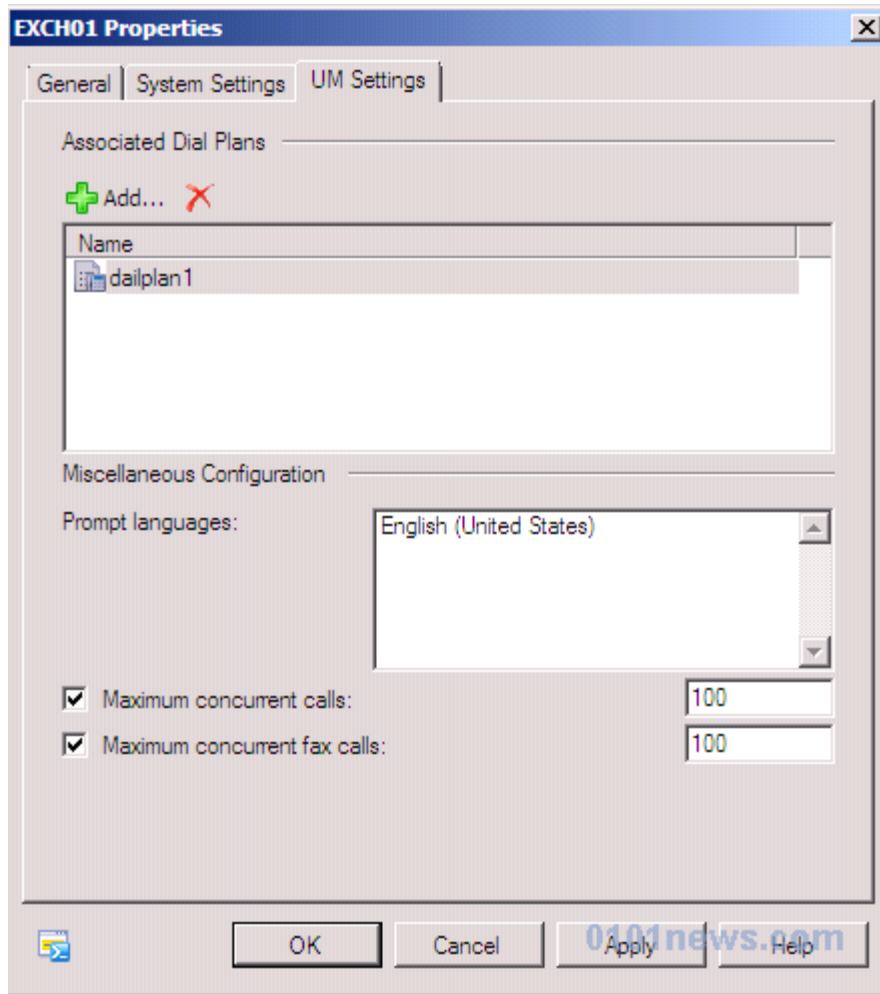 EXCH01 Properties
General System Settings UM Settings
Associated Dial Plans
Add...
Name
dailplan1
Miscellaneous Configuration
Prompt languages:
English (United States)
Maximum concurrent calls: 100
Maximum concurrent fax calls: 100
OK Cancel Apply Help
0101news.com